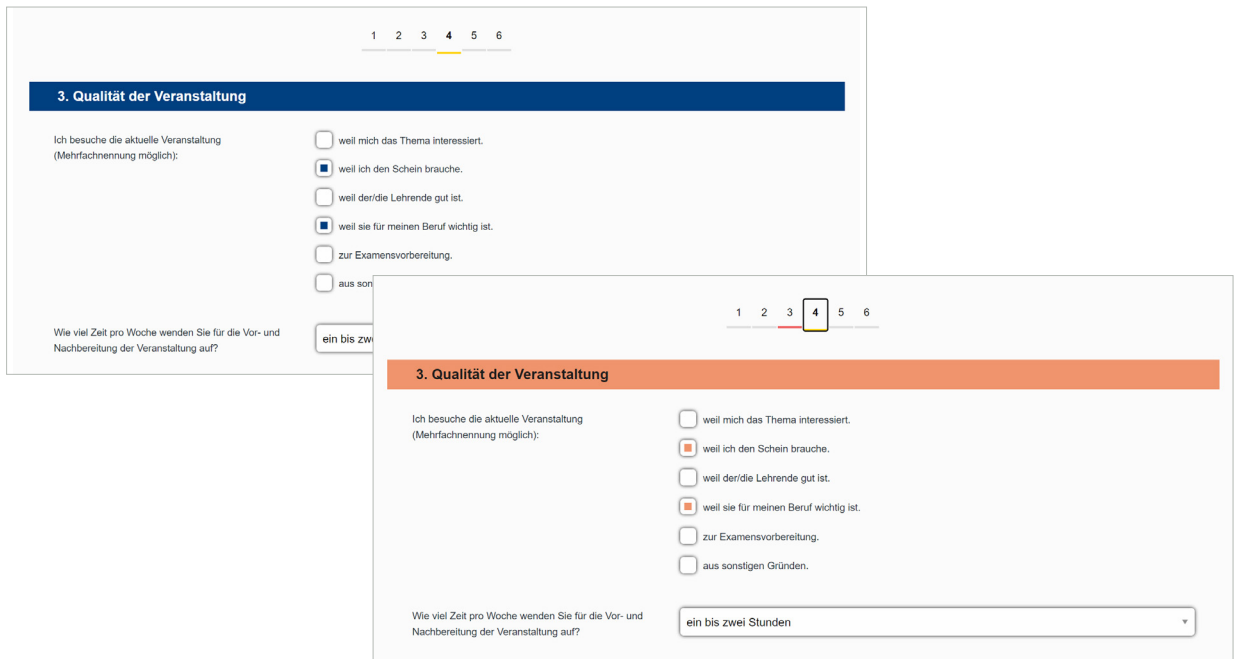 1 2 3 4 5 6
3. Qualität der Veranstaltung
Ich besuche die aktuelle Veranstaltung
(Mehrfachnennung möglich):
weil mich das Thema interessiert.
weil ich den Schein brauche.
weil der/die Lehrende gut ist.
weil sie für meinen Beruf wichtig ist.
zur Examensvorbereitung.
aus son
Wie viel Zeit pro Woche wenden Sie für die Vor- und
Nachbereitung der Veranstaltung auf?
ein bis zw
1 2 3 4 5 6
3. Qualität der Veranstaltung
Ich besuche die aktuelle Veranstaltung
(Mehrfachnennung möglich):
weil mich das Thema interessiert.
weil ich den Schein brauche.
weil der/die Lehrende gut ist.
weil sie für meinen Beruf wichtig ist.
zur Examensvorbereitung.
aus sonstigen Gründen.
Wie viel Zeit pro Woche wenden Sie für die Vor- und
Nachbereitung der Veranstaltung auf?
ein bis zwei Stunden